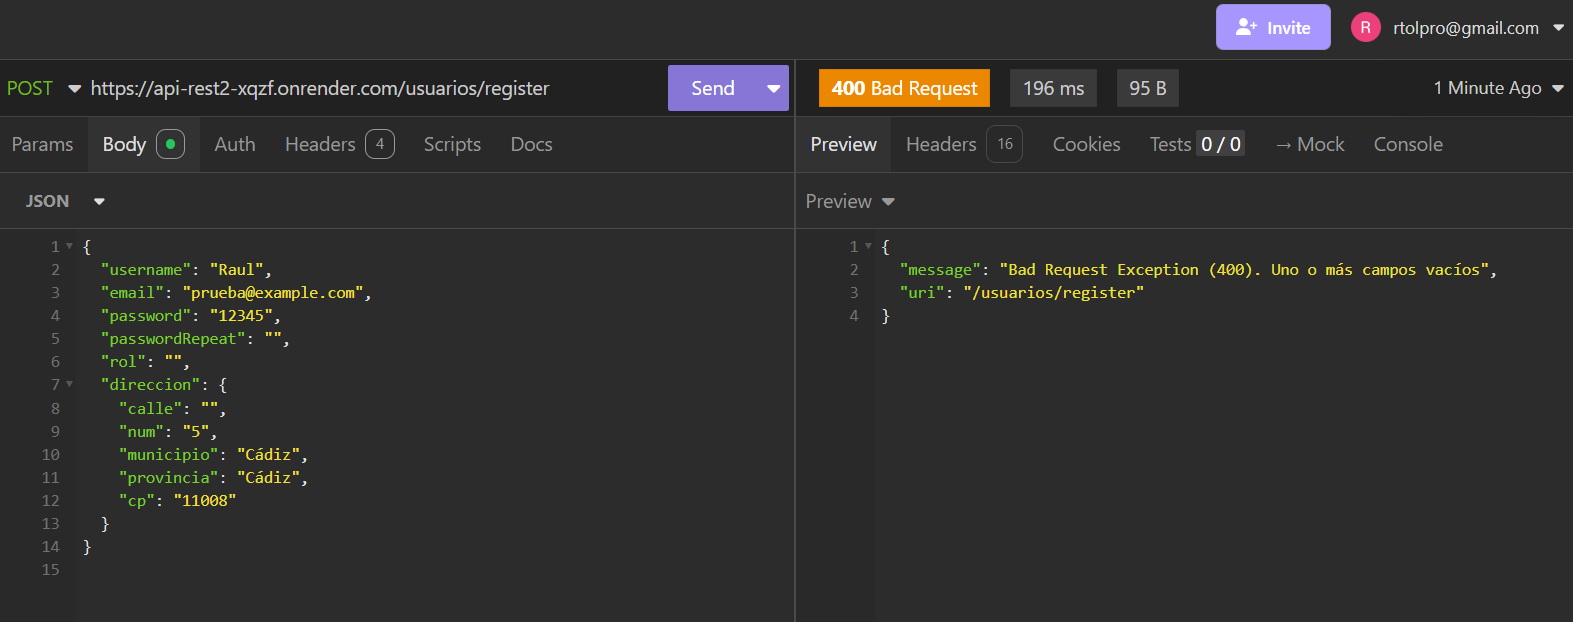 Invite
R rtolpro@gmail.com
POST https://api-rest2-xqzf.onrender.com/usuarios/register Send
400 Bad Request 196 ms 95 B 1 Minute Ago
Params Body Auth Headers 4 Scripts Docs
Preview Headers 16 Cookies Tests 0 / 0 → Mock Console
JSON
Preview
1 {
2 "username": "Raul",
3 "email": "prueba@example.com",
4 "password": "12345",
5 "passwordRepeat": "",
6 "rol": "",
7 "direccion": {
8 "calle": "",
9 "num": "5",
10 "municipio": "Cádiz",
11 "provincia": "Cádiz",
12 "cp": "11008"
13 }
14 }
15
1 {
2 "message": "Bad Request Exception (400). Uno o más campos vacíos",
3 "uri": "/usuarios/register"
4 }